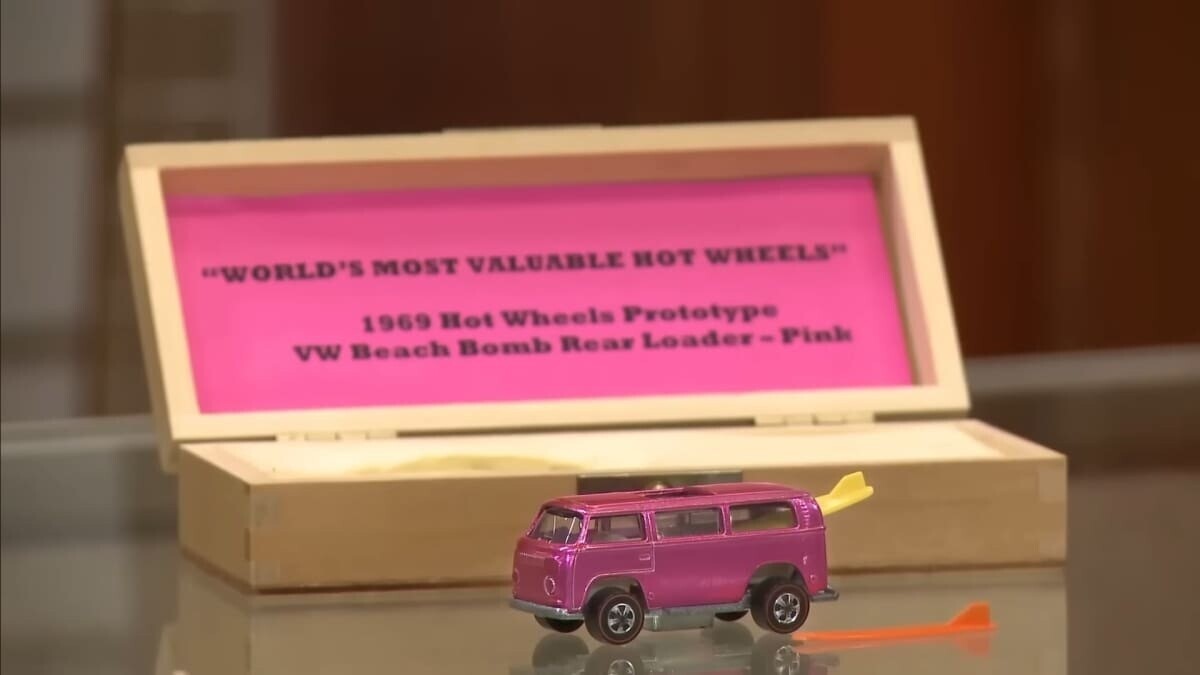 "WORLD'S MOST VALUABLE HOT WHEELS"
1969 Hot Wheels Prototype
VW Beach Bomb Rear Loader - Pink